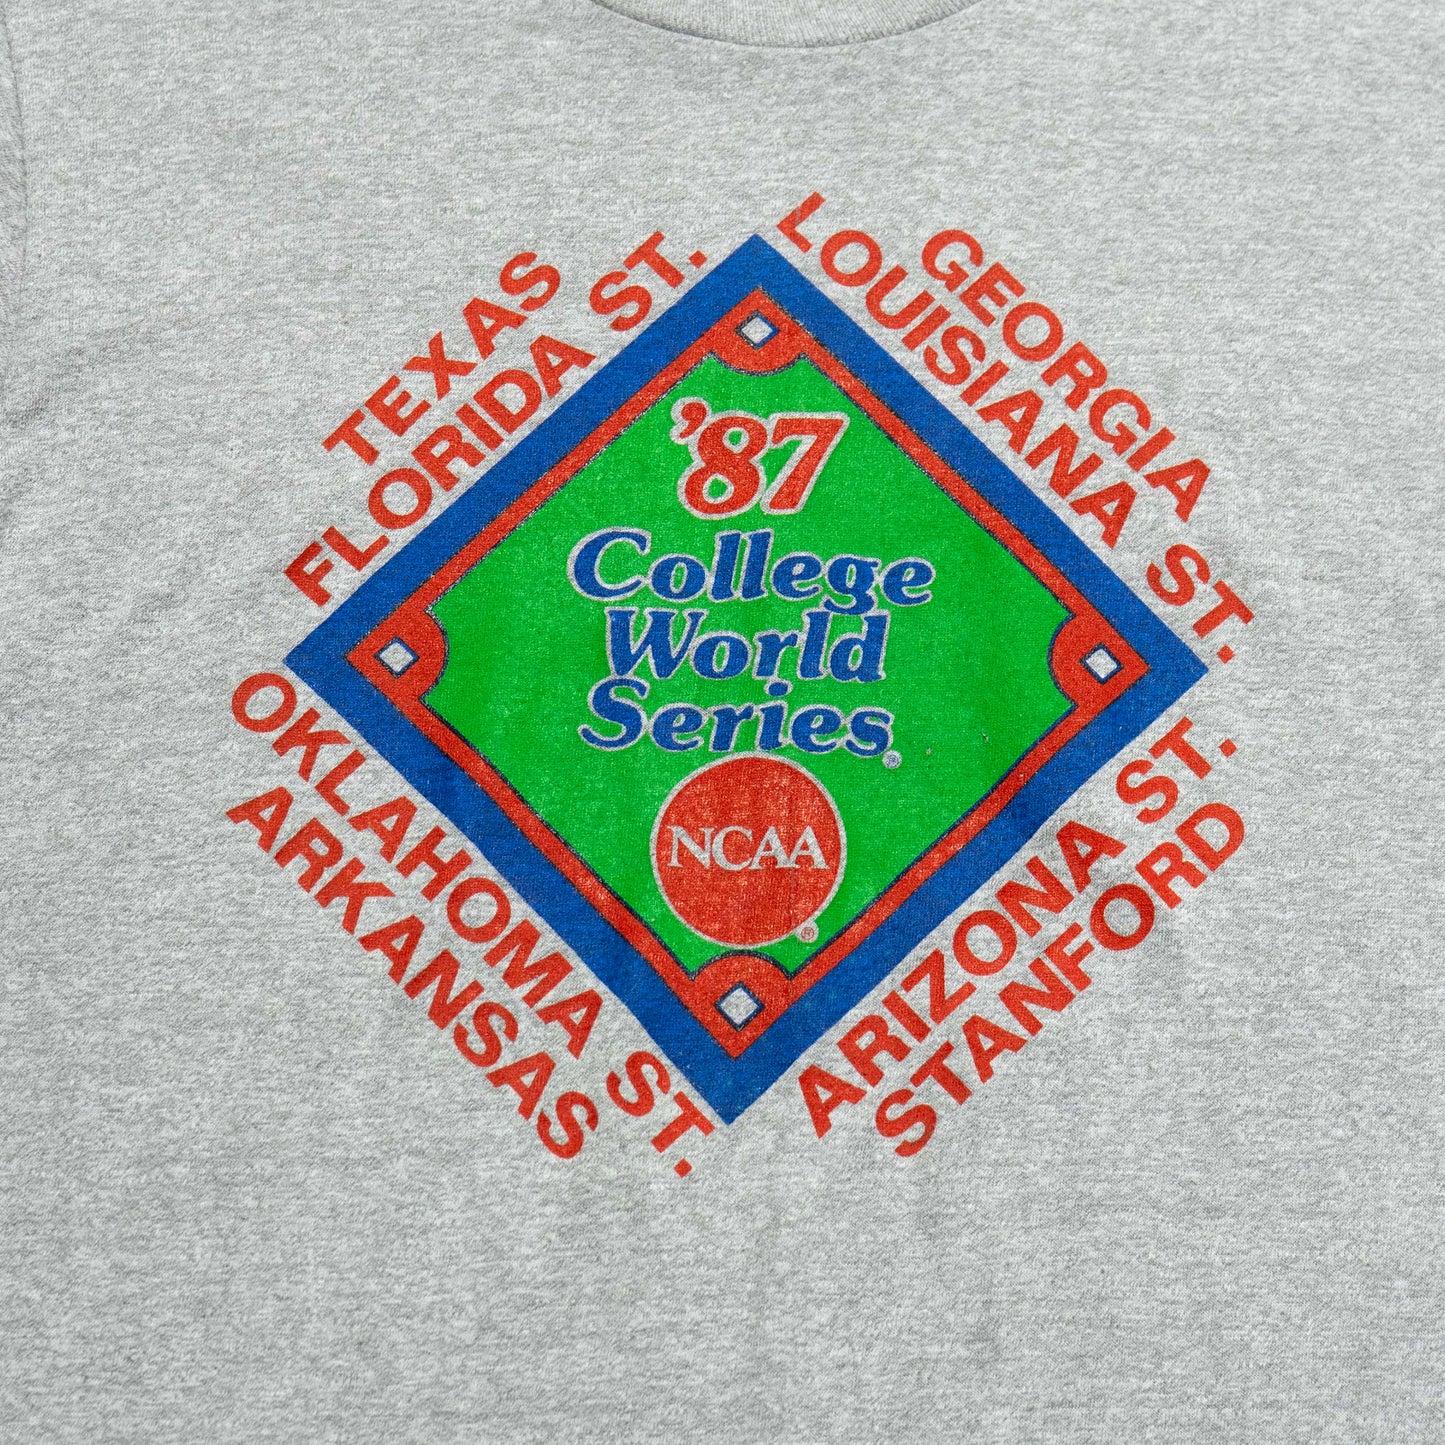 TEXAS
FLORIDA ST.
GEORGIA
LOUISIANA ST.
'87
College
World
Series®
NCAA®
OKLAHOMA ST.
ARKANSAS
ARIZONA ST.
STANFORD